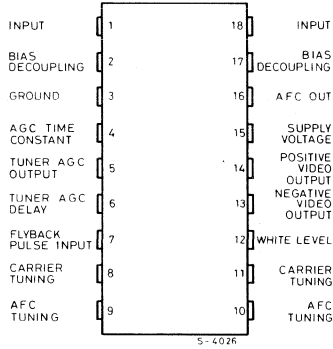 INPUT 1 18 INPUT
BIAS DECOUPLING 2 17 BIAS DECOUPLING
GROUND 3 16 AFC OUT
AGC TIME CONSTANT 4 15 SUPPLY VOLTAGE
TUNER AGC OUTPUT 5 14 POSITIVE VIDEO OUTPUT
TUNER AGC DELAY 6 13 NEGATIVE VIDEO OUTPUT
FLYBACK PULSE INPUT 7 12 WHITE LEVEL
CARRIER TUNING 8 11 CARRIER TUNING
AFC TUNING 9 10 AFC TUNING
S-4026